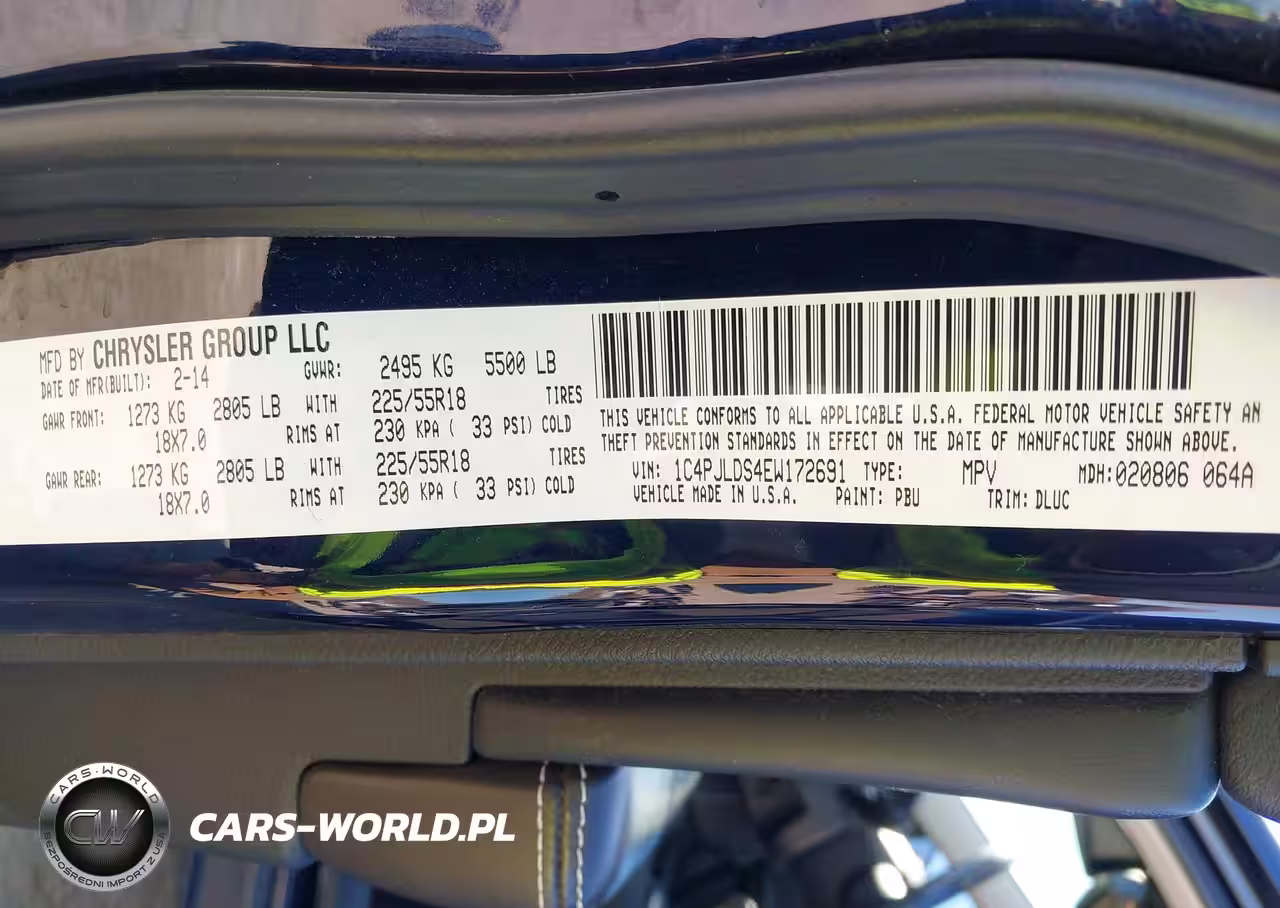 MFD BY CHRYSLER GROUP LLC
DATE OF MFR(BUILT): 2-14 GVWR: 2495 KG 5500 LB
GAWR FRONT: 1273 KG 2805 LB WITH 225/55R18 TIRES
18X7.0 RIMS AT 230 KPA ( 33 PSI) COLD
GAWR REAR: 1273 KG 2805 LB WITH 225/55R18 TIRES
18X7.0 RIMS AT 230 KPA ( 33 PSI) COLD
THIS VEHICLE CONFORMS TO ALL APPLICABLE U.S.A. FEDERAL MOTOR VEHICLE SAFETY AN
THEFT PREVENTION STANDARDS IN EFFECT ON THE DATE OF MANUFACTURE SHOWN ABOVE.
VIN: 1C4PJLDS4EW172691 TYPE: MPV MDH:020806 064A
VEHICLE MADE IN U.S.A. PAINT: PBU TRIM: DLUC
CARS-WORLD
CW
BEZPOŚREDNI IMPORT Z USA
CARS-WORLD.PL